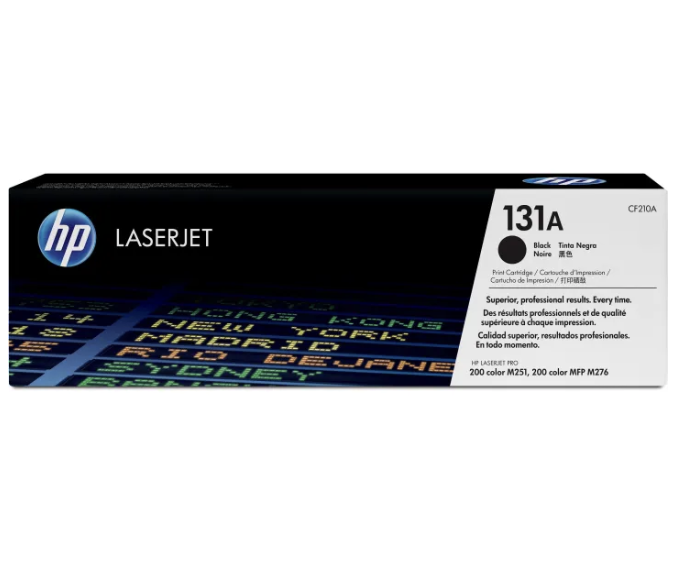 hp
hp
LASERJET
131A
CF210A
Black Tinta Negra
Noire 黑色
Print Cartridge / Cartouche d'Impression /
Cartucho de Impresión / 打印硒鼓
Superior, professional results. Every time.
Des résultats professionnels et de qualité
supérieure à chaque impression.
Calidad superior, resultados profesionales.
En todo momento.
HP LASERJET PRO
200 color M251, 200 color MFP M276
14
HONG KONG
NEW YORK
MADRID
RIO DEJANE
SYDNEY